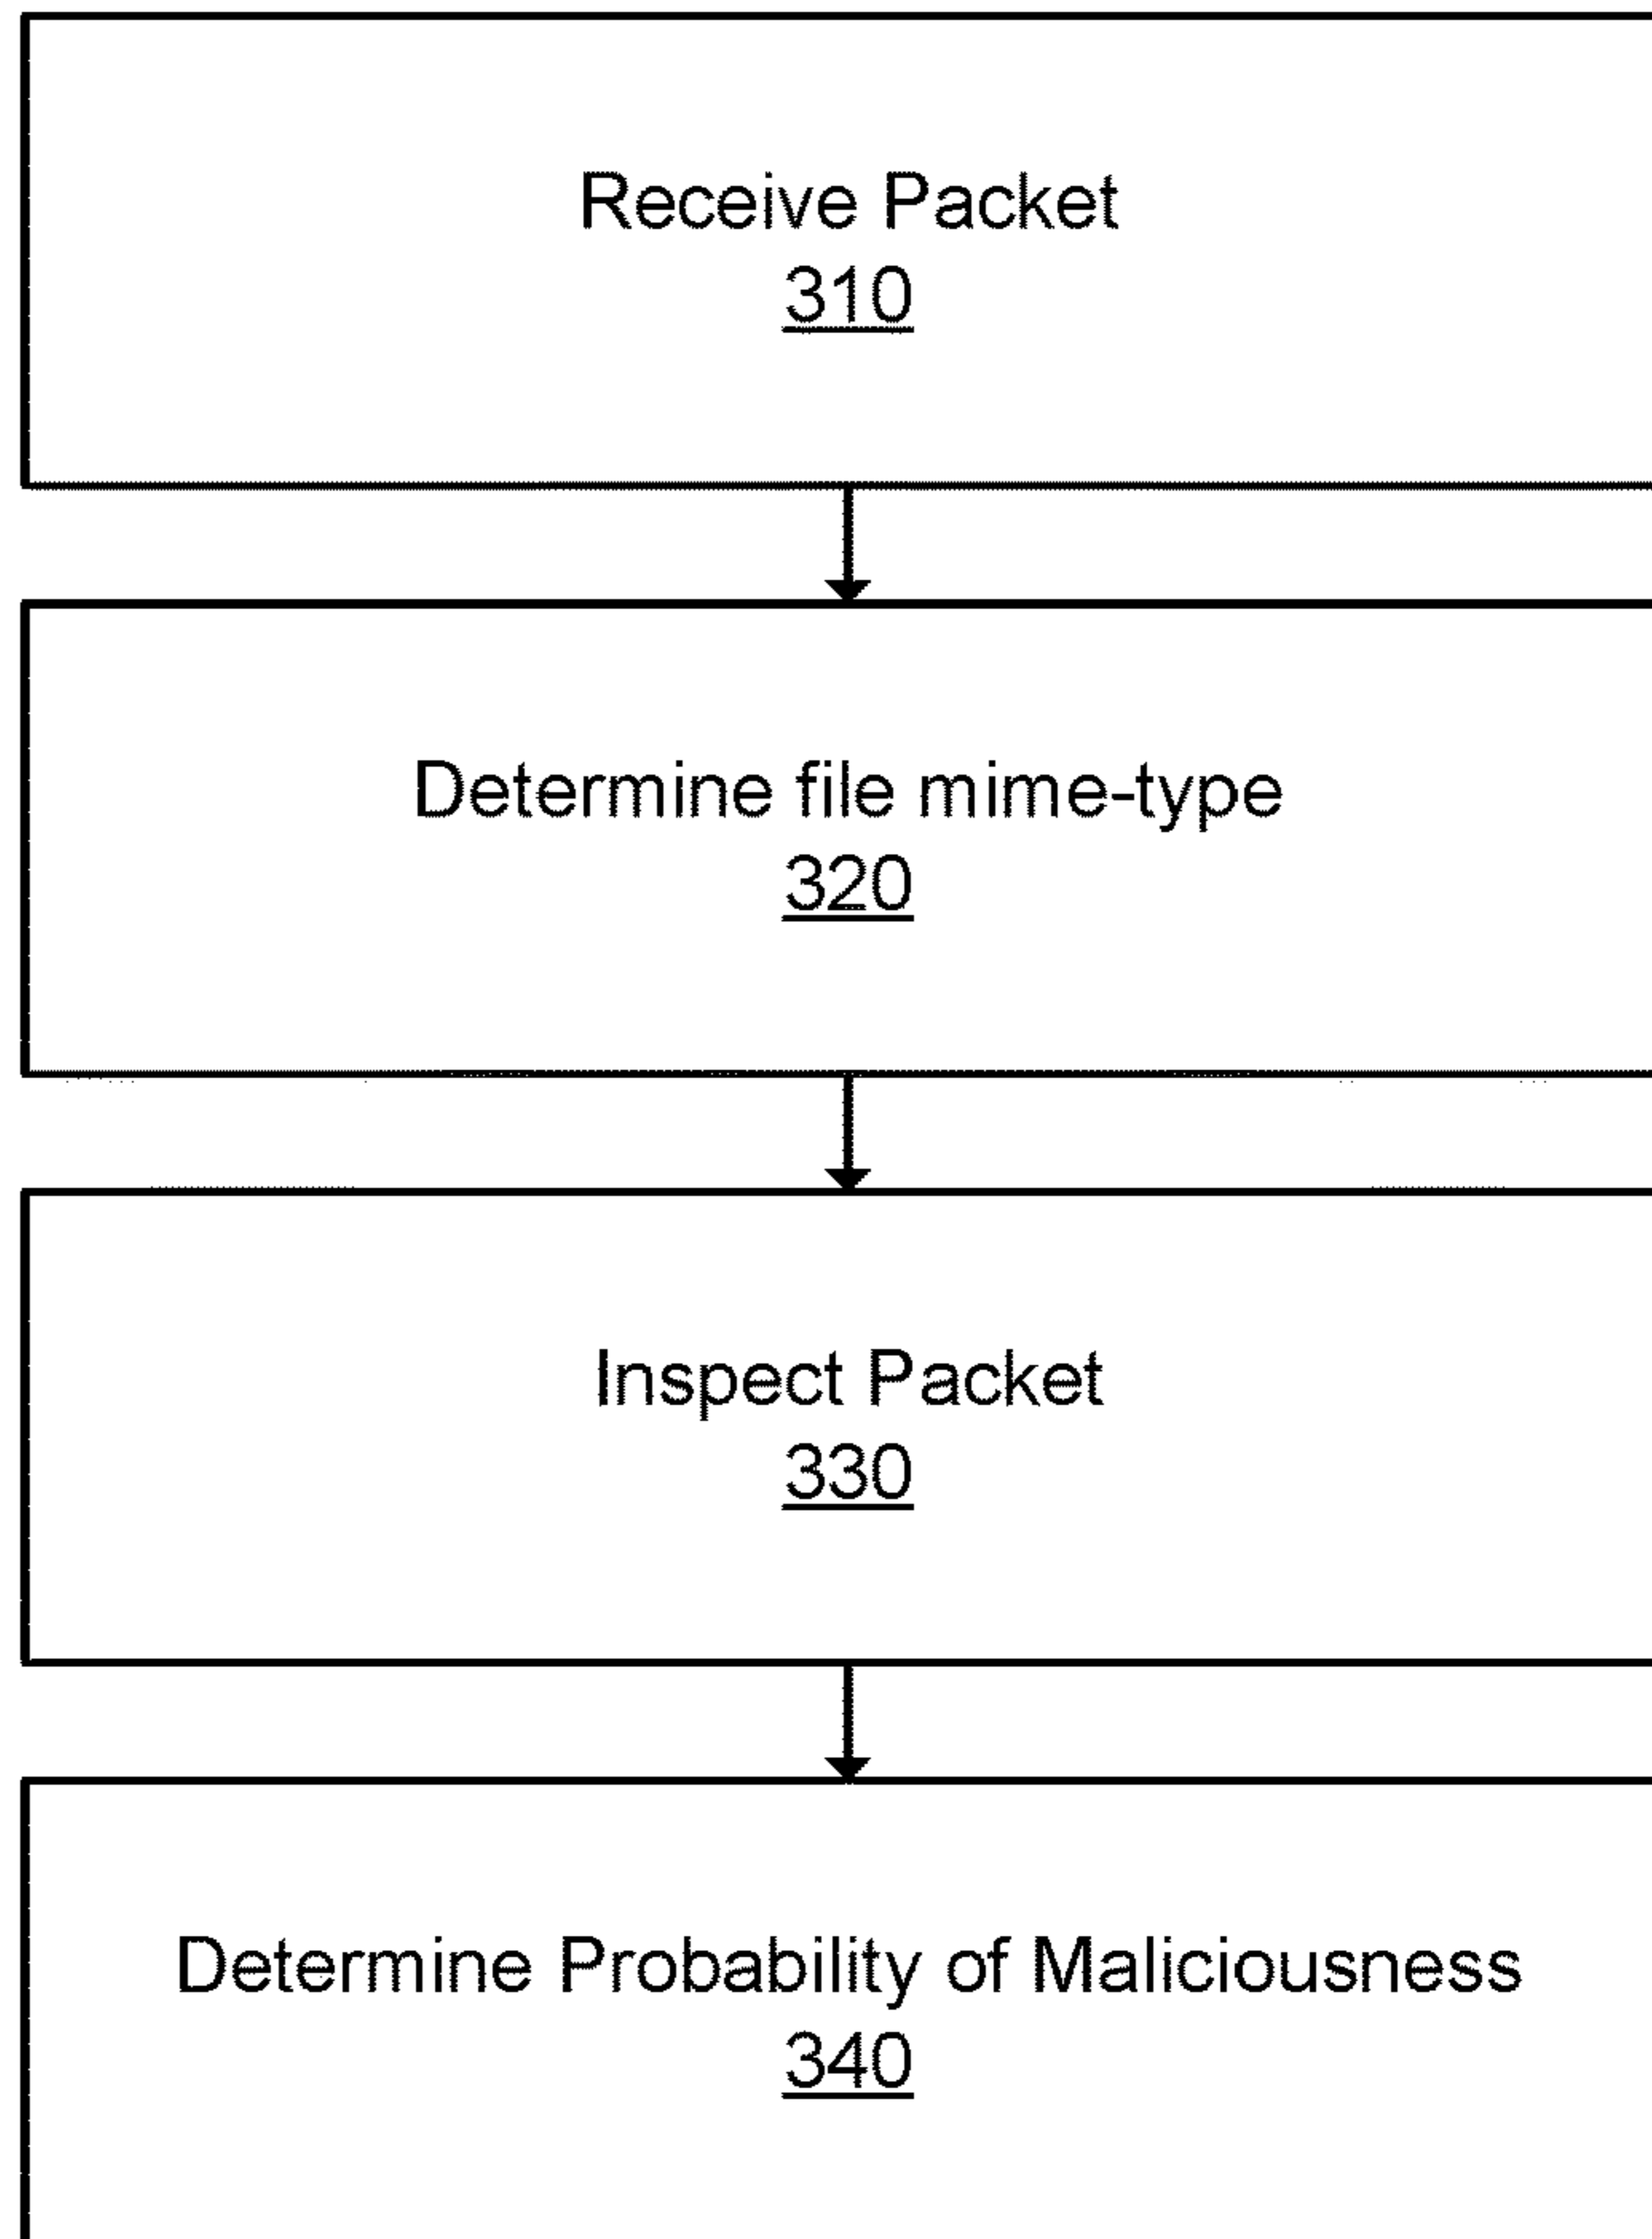 Receive Packet
310
Determine file mime-type
320
Inspect Packet
330
Determine Probability of Maliciousness
340